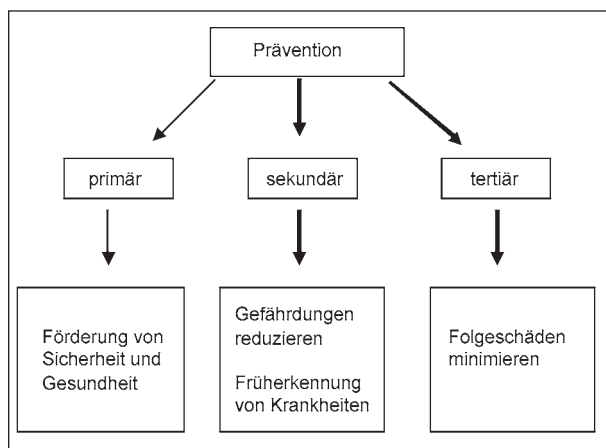 Prävention
primär
sekundär
tertiär
Förderung von
Sicherheit und
Gesundheit
Gefährdungen
reduzieren
Früherkennung
von Krankheiten
Folgeschäden
minimieren